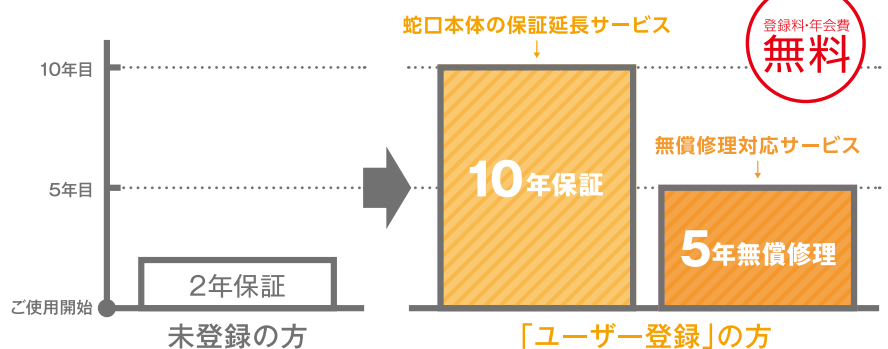 蛇口本体の保証延長サービス
登録料・年会費
無料
10年目
無償修理対応サービス
10年保証
5年目
5年無償修理
2年保証
ご使用開始
未登録の方
「ユーザー登録」の方